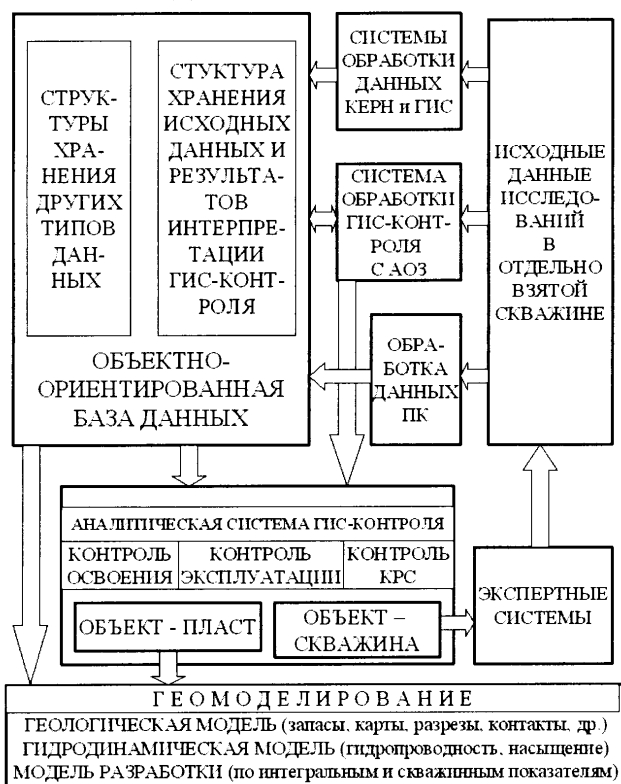 СТРУК-
ТУРЫ
ХРА-
НЕНИЯ
ДРУГИХ
ТИПОВ
ДАН-
НЫХ
СТУКТУРА
ХРАНЕНИЯ
ИСХОДНЫХ
ДАННЫХ И
РЕЗУЛЬТА-
ТОВ
ИНТЕРПРЕ-
ТАЦИИ
ГИС-КОНТ-
РОЛЯ
ОБЪЕКТНО-
ОРИЕНТИРОВАННАЯ
БАЗА ДАННЫХ
СИСТЕМЫ
ОБРАБОТКИ
ДАННЫХ
КЕРН и ГИС
СИСТЕМА
ОБРАБОТКИ
ГИС-КОНТ-
РОЛЯ
С АОЗ
ОБРА-
БОТКА
ДАННЫХ
ПК
ИСХОДНЫЕ
ДАННЫЕ
ИССЛЕДО-
ВАНИЙ
В
ОТДЕЛЬНО
ВЗЯТОЙ
СКВАЖИНЕ
АНАЛИТИЧЕСКАЯ СИСТЕМА ГИС-КОНТРОЛЯ
КОНТРОЛЬ
ОСВОЕНИЯ
КОНТРОЛЬ
ЭКСПЛУАТАЦИИ
КОНТРОЛЬ
КРС
ОБЪЕКТ - ПЛАСТ
ОБЪЕКТ –
СКВАЖИНА
ЭКСПЕРТНЫЕ
СИСТЕМЫ
ГЕОМОДЕЛИРОВАНИЕ
ГЕОЛОГИЧЕСКАЯ МОДЕЛЬ (запасы, карты, разрезы, контакты, др.)
ГИДРОДИНАМИЧЕСКАЯ МОДЕЛЬ (гидропроводность, насыщение)
МОДЕЛЬ РАЗРАБОТКИ (по интегральным и скважинным показателям)